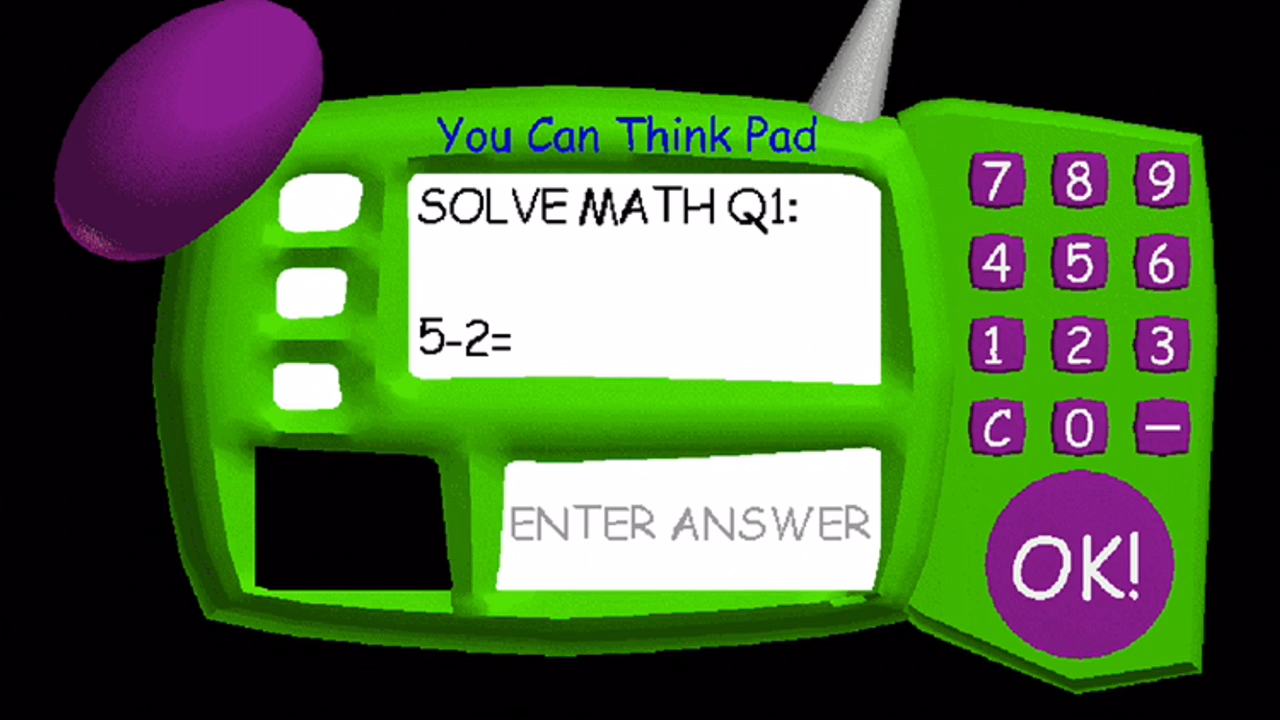 You Can Think Pad
SOLVE MATH Q1:
5-2=
ENTER ANSWER
7 8 9
4 5 6
1 2 3
C 0 —
OK!